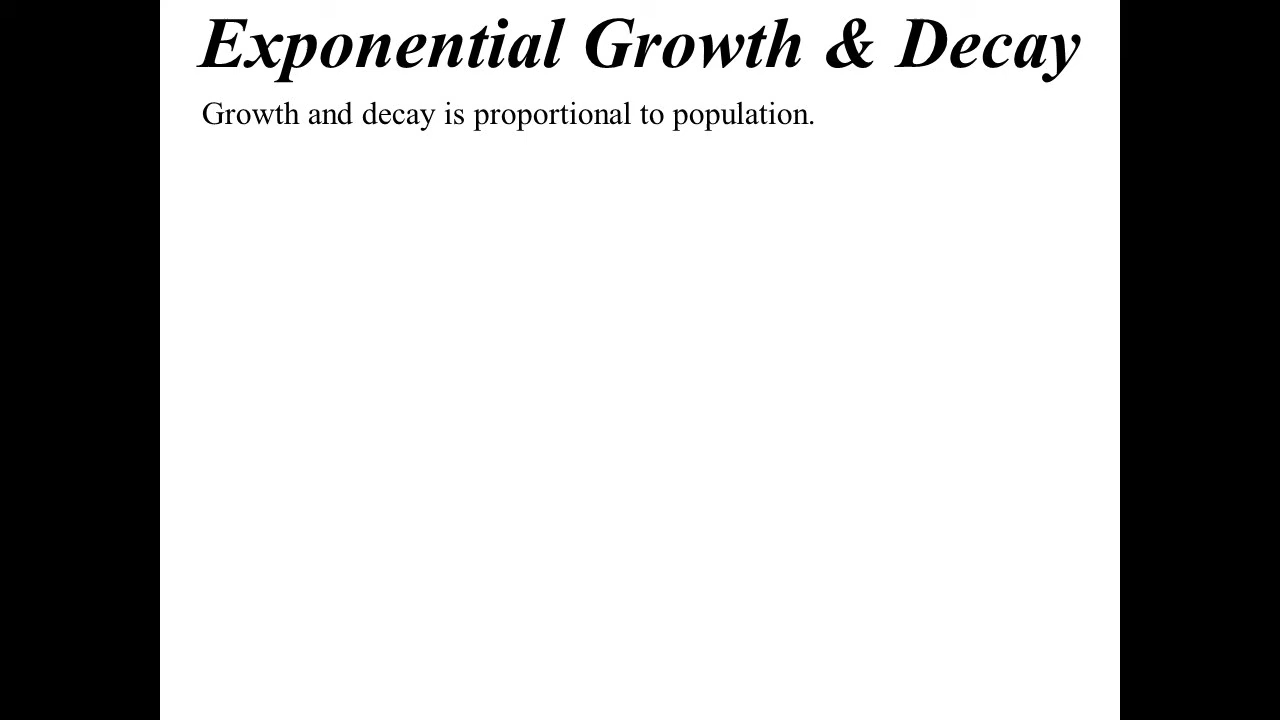 Exponential Growth & Decay
Growth and decay is proportional to population.